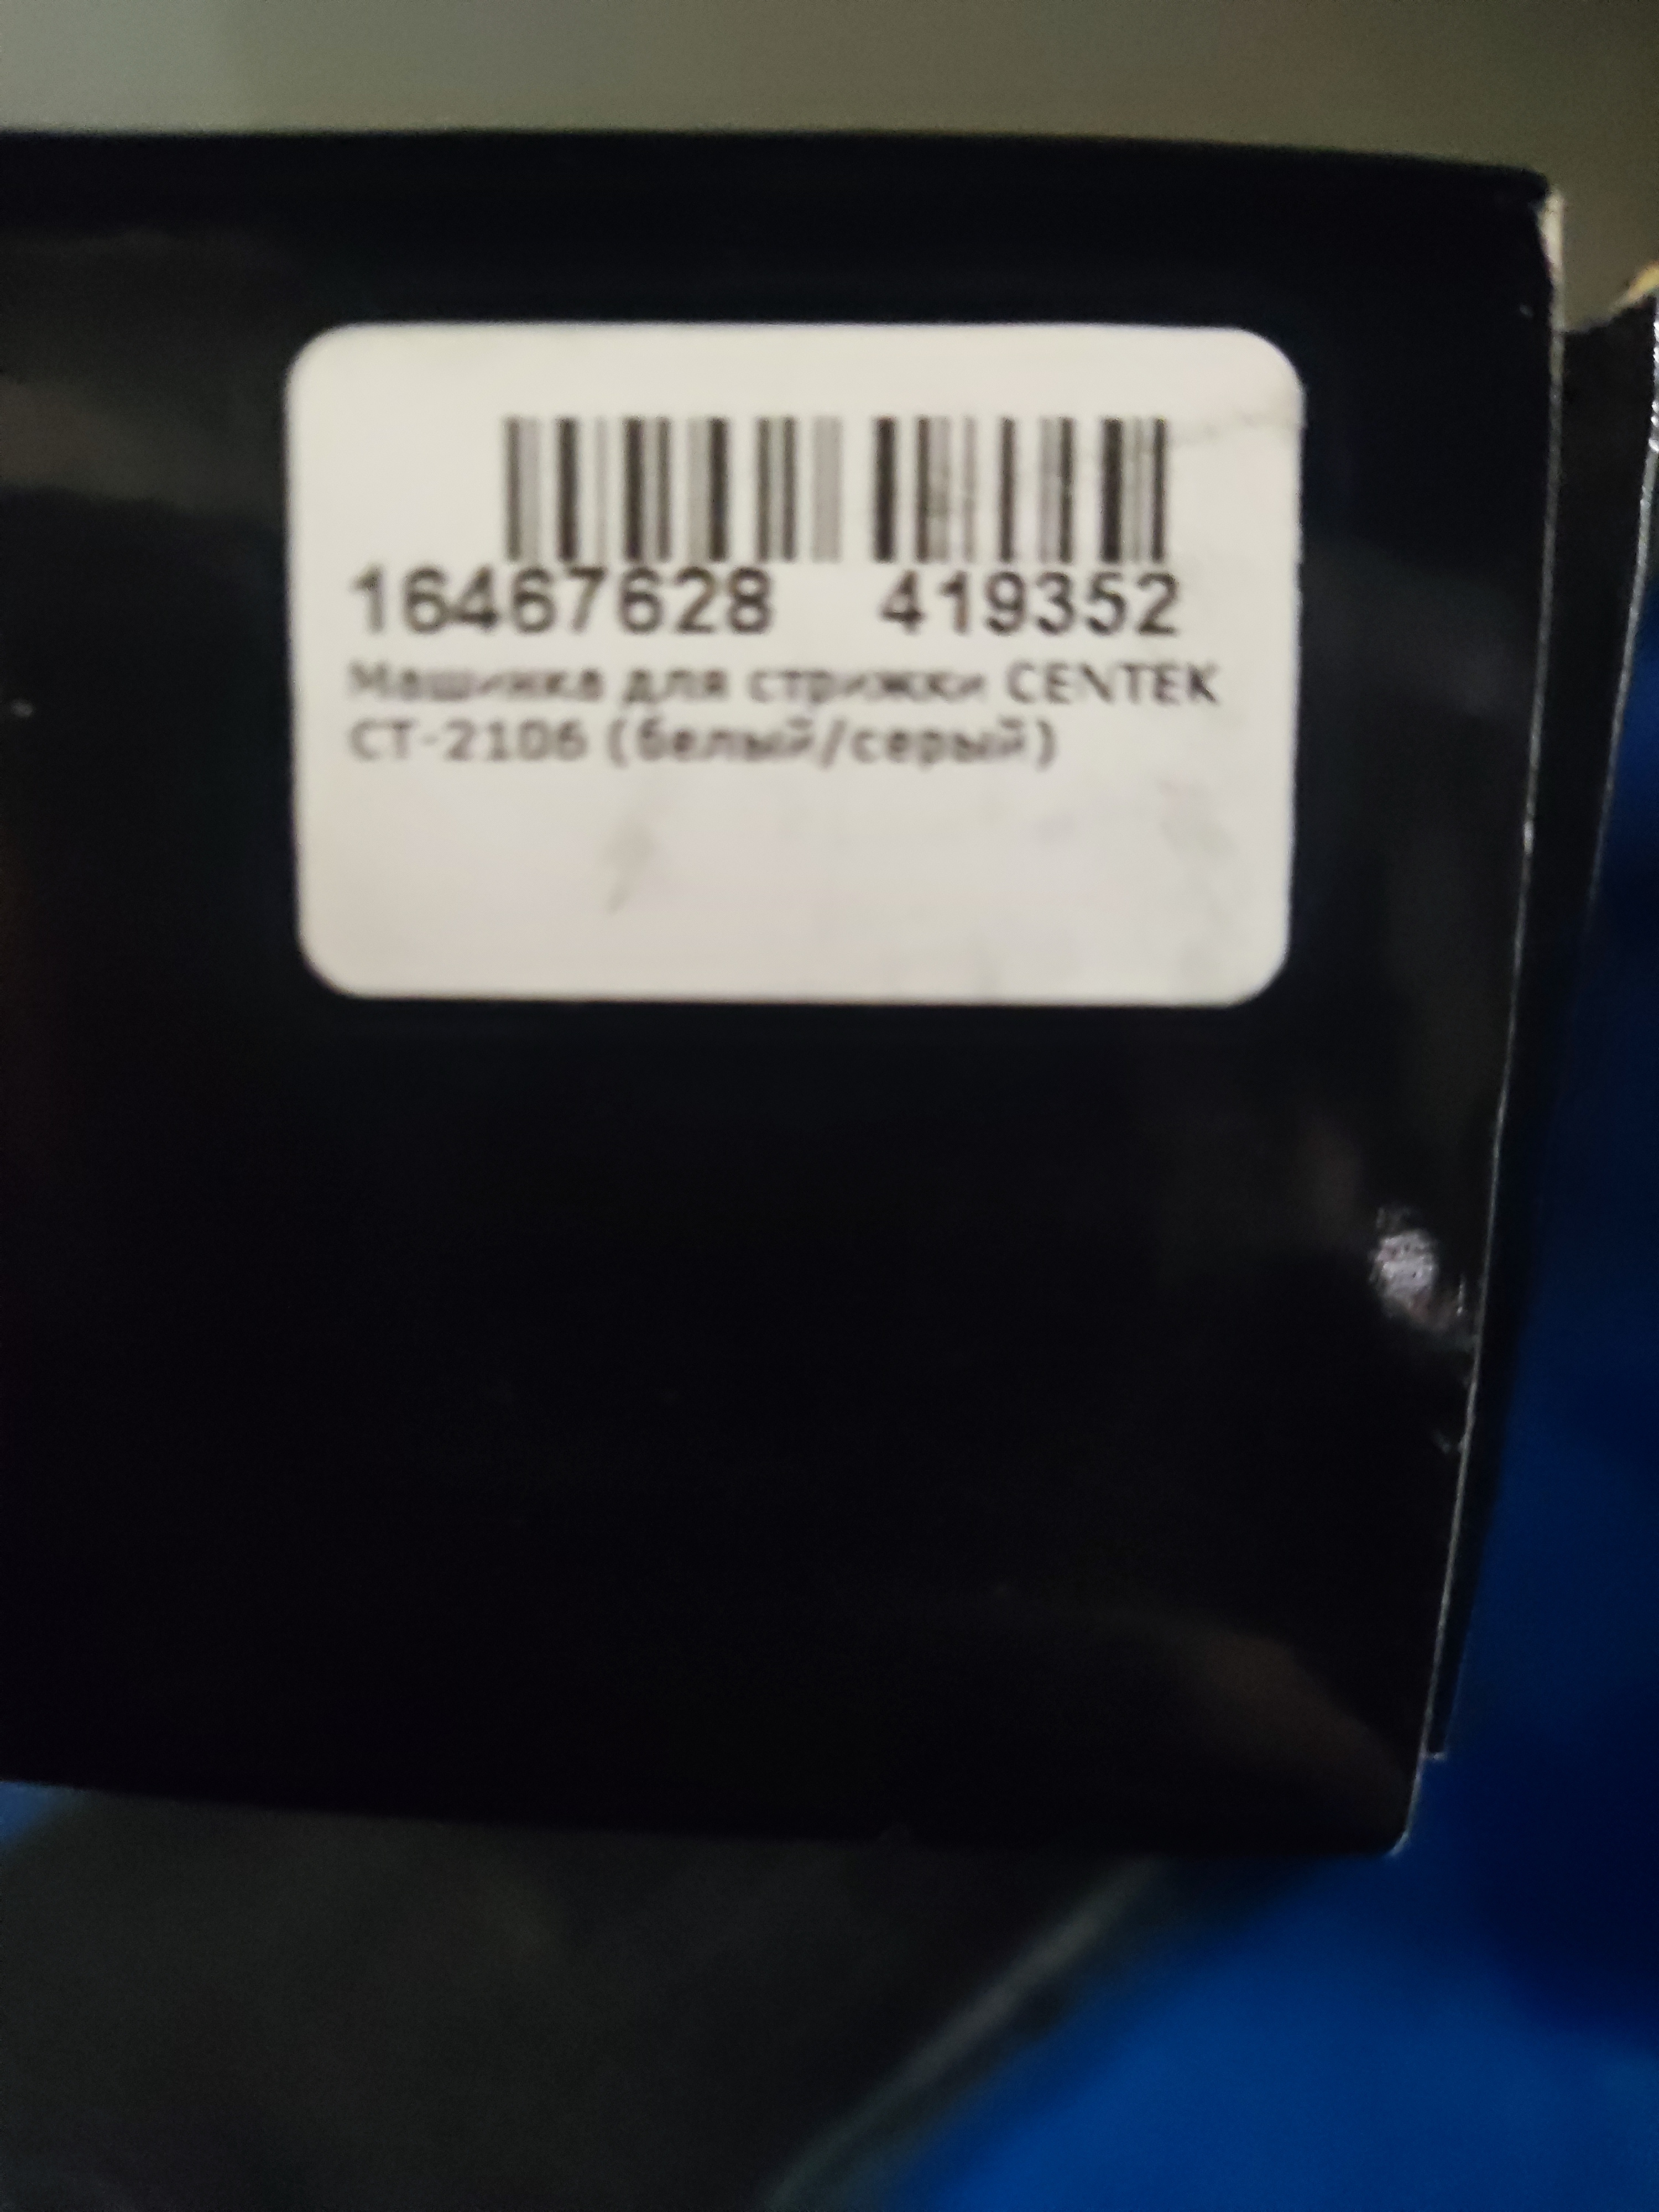 16467628 419352
Машинка для стрижки CENTEK
CT-2106 (белый/серый)